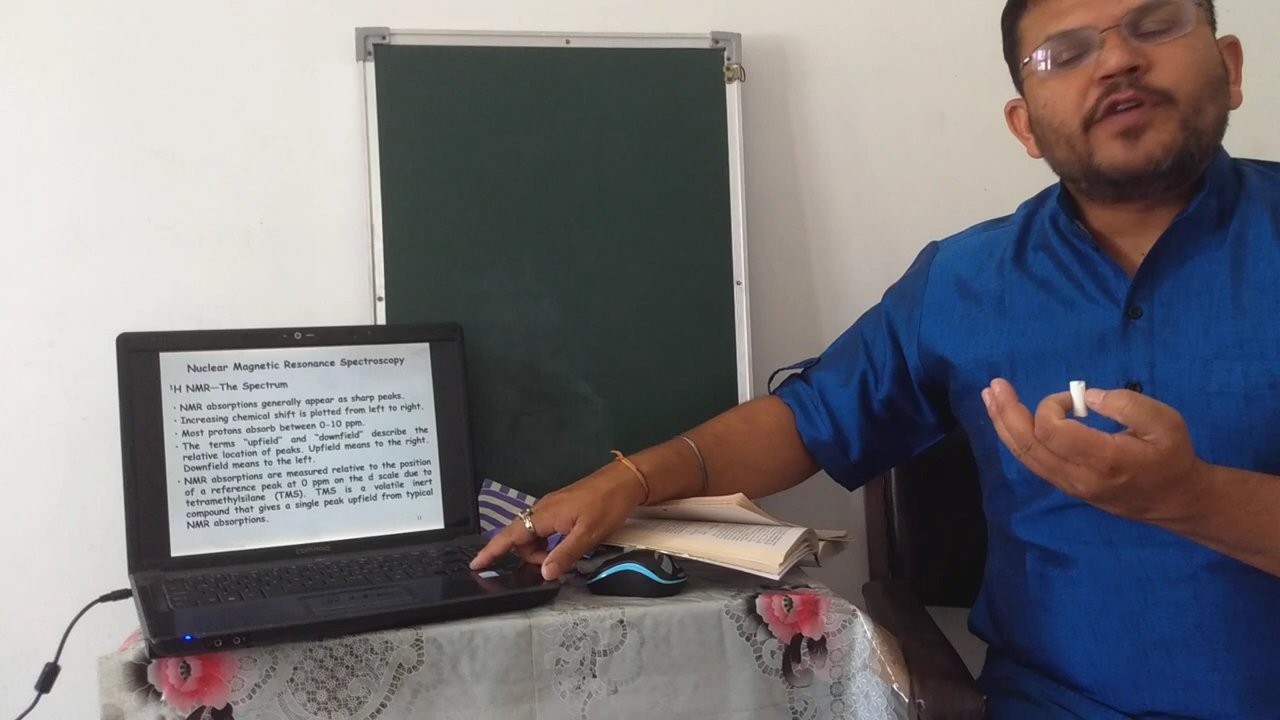 Nuclear Magnetic Resonance Spectroscopy
¹H NMR—The Spectrum
• NMR absorptions generally appear as sharp peaks.
• Increasing chemical shift is plotted from left to right.
• Most protons absorb between 0-10 ppm.
• The terms "upfield" and "downfield" describe the
relative location of peaks. Upfield means to the right.
Downfield means to the left.
• NMR absorptions are measured relative to the position
of a reference peak at 0 ppm on the d scale due to
tetramethylsilane (TMS). TMS is a volatile inert
compound that gives a single peak upfield from typical
NMR absorptions.
11
COMPAQ